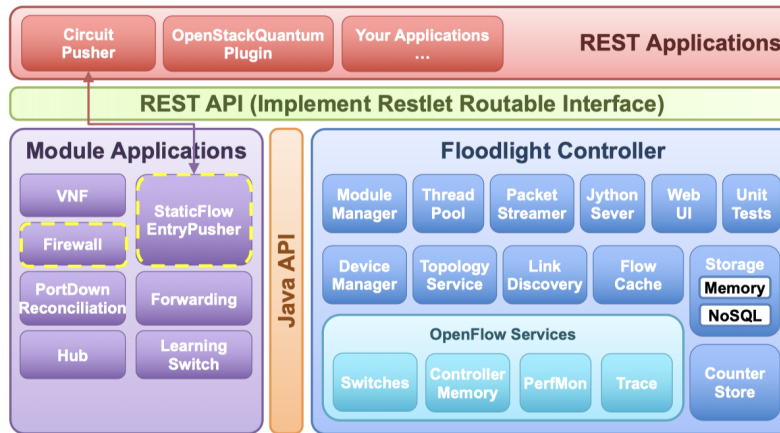 Circuit
Pusher
OpenStackQuantum
Plugin
Your Applications
...
REST Applications
REST API (Implement Restlet Routable Interface)
Module Applications
VNF
Firewall
StaticFlow
EntryPusher
PortDown
Reconciliation
Forwarding
Hub
Learning
Switch
Java API
Floodlight Controller
Module
Manager
Thread
Pool
Packet
Streamer
Jython
Sever
Web
UI
Unit
Tests
Device
Manager
Topology
Service
Link
Discovery
Flow
Cache
Storage
Memory
NoSQL
OpenFlow Services
Switches
Controller
Memory
PerfMon
Trace
Counter
Store